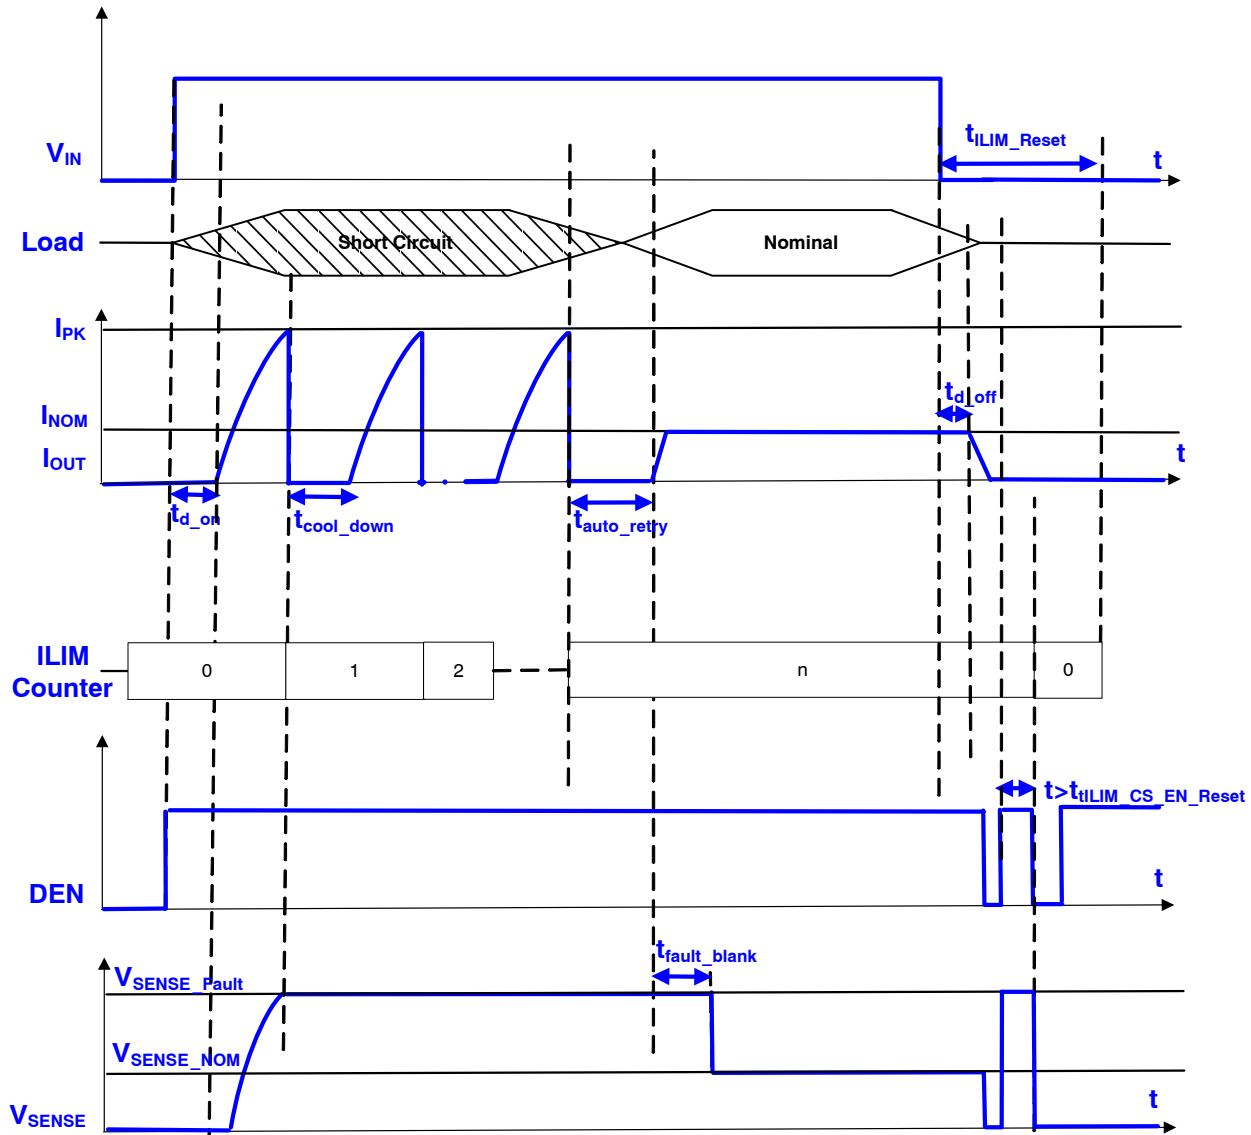 tILIM_Reset
VIN
t
Load
Short Circuit
Nominal
IPK
td_off
INOM
IOUT
t
td_on
tcool_down
tauto_retry
ILIM
Counter
0
1
2
n
0
t>ttILIM_CS_EN_Reset
DEN
t
tfault_blank
VSENSE_Fault
VSENSE_NOM
VSENSE
t